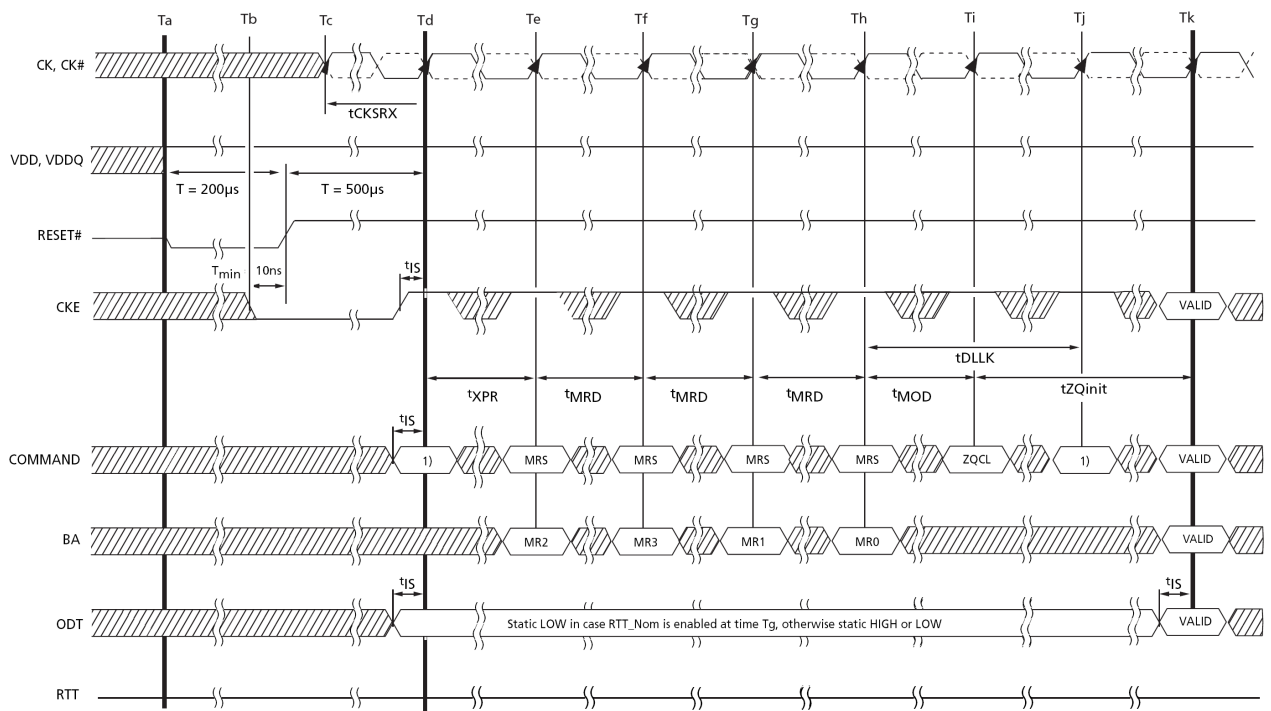 Ta Tb Tc Td Te Tf Tg Th Ti Tj Tk
CK, CK#
tCKSRX
VDD, VDDQ
T = 200µs T = 500µs
RESET#
Tmin 10ns tIS
CKE VALID
tDLLK
tXPR tMRD tMRD tMRD tMOD tZQinit
tIS
COMMAND 1) MRS MRS MRS MRS ZQCL 1) VALID
BA MR2 MR3 MR1 MR0 VALID
tIS tIS
ODT Static LOW in case RTT_Nom is enabled at time Tg, otherwise static HIGH or LOW VALID
RTT